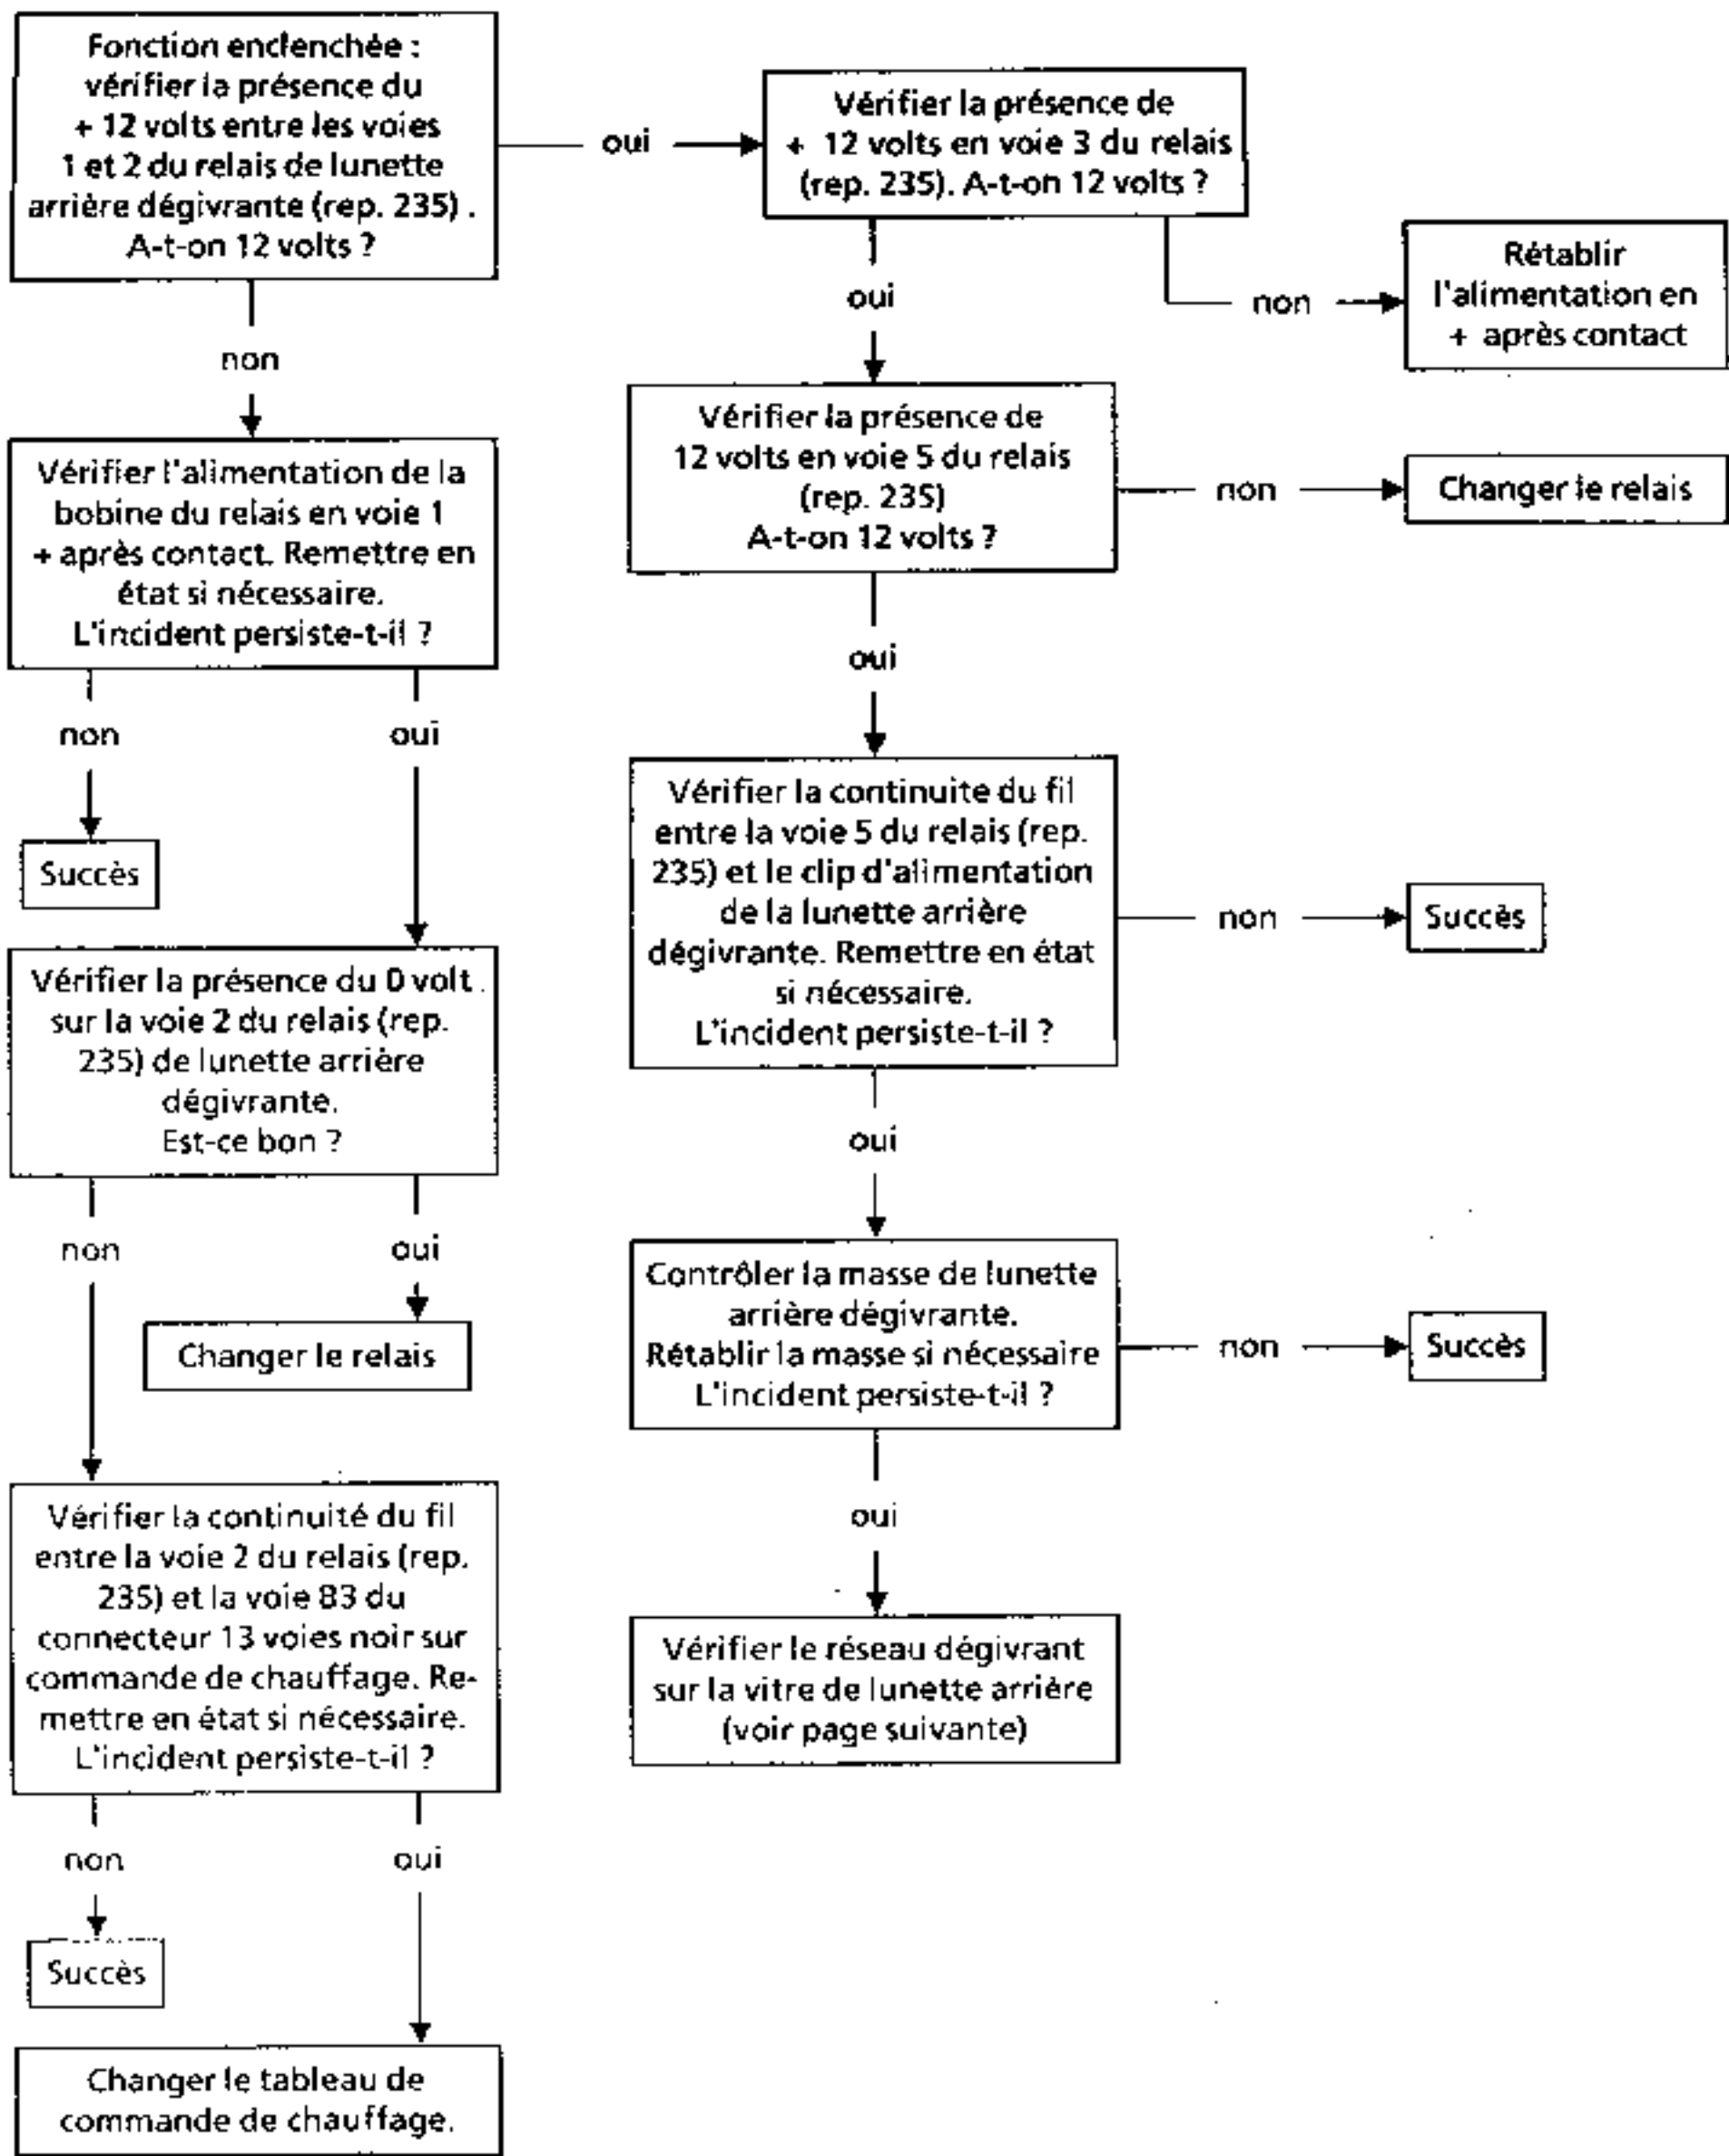 Fonction enclenchée :
vérifier la présence du
+ 12 volts entre les voies
1 et 2 du relais de lunette
arrière dégivrante (rep. 235) .
A-t-on 12 volts ?
oui
Vérifier la présence de
+ 12 volts en voie 3 du relais
(rep. 235). A-t-on 12 volts ?
oui
non
Rétablir
l'alimentation en
+ après contact
non
Vérifier l'alimentation de la
bobine du relais en voie 1
+ après contact. Remettre en
état si nécessaire.
L'incident persiste-t-il ?
Vérifier la présence de
12 volts en voie 5 du relais
(rep. 235)
A-t-on 12 volts ?
non
Changer le relais
oui
non
oui
Succès
Vérifier la continuite du fil
entre la voie 5 du relais (rep.
235) et le clip d'alimentation
de la lunette arrière
dégivrante. Remettre en état
si nécessaire.
L'incident persiste-t-il ?
non
Succès
Vérifier la présence du 0 volt
sur la voie 2 du relais (rep.
235) de lunette arrière
dégivrante.
Est-ce bon ?
oui
non
oui
Changer le relais
Contrôler la masse de lunette
arrière dégivrante.
Rétablir la masse si nécessaire
L'incident persiste-t-il ?
non
Succès
oui
Vérifier la continuité du fil
entre la voie 2 du relais (rep.
235) et la voie B3 du
connecteur 13 voies noir sur
commande de chauffage. Re-
mettre en état si nécessaire.
L'incident persiste-t-il ?
Vérifier le réseau dégivrant
sur la vitre de lunette arrière
(voir page suivante)
non
oui
Succès
Changer le tableau de
commande de chauffage.